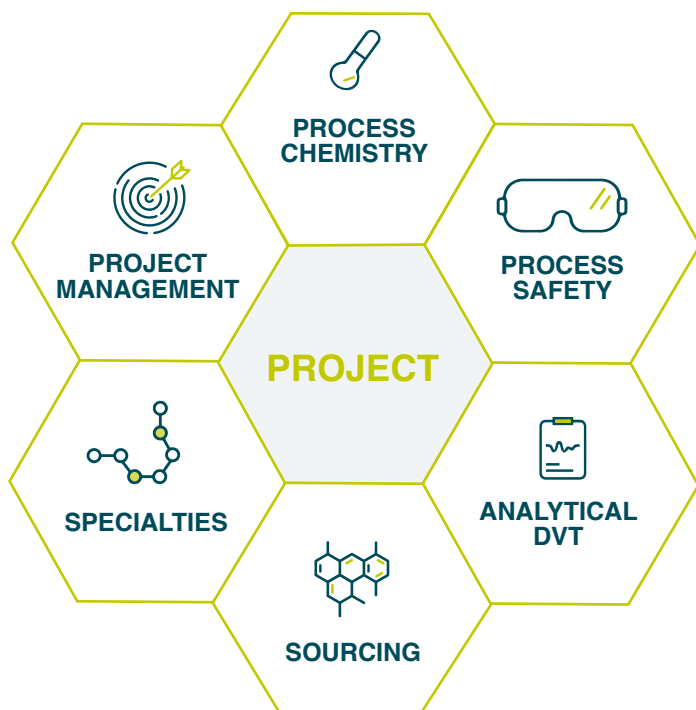 PROCESS
CHEMISTRY
PROJECT
MANAGEMENT
PROCESS
SAFETY
PROJECT
SPECIALTIES
ANALYTICAL
DVT
SOURCING